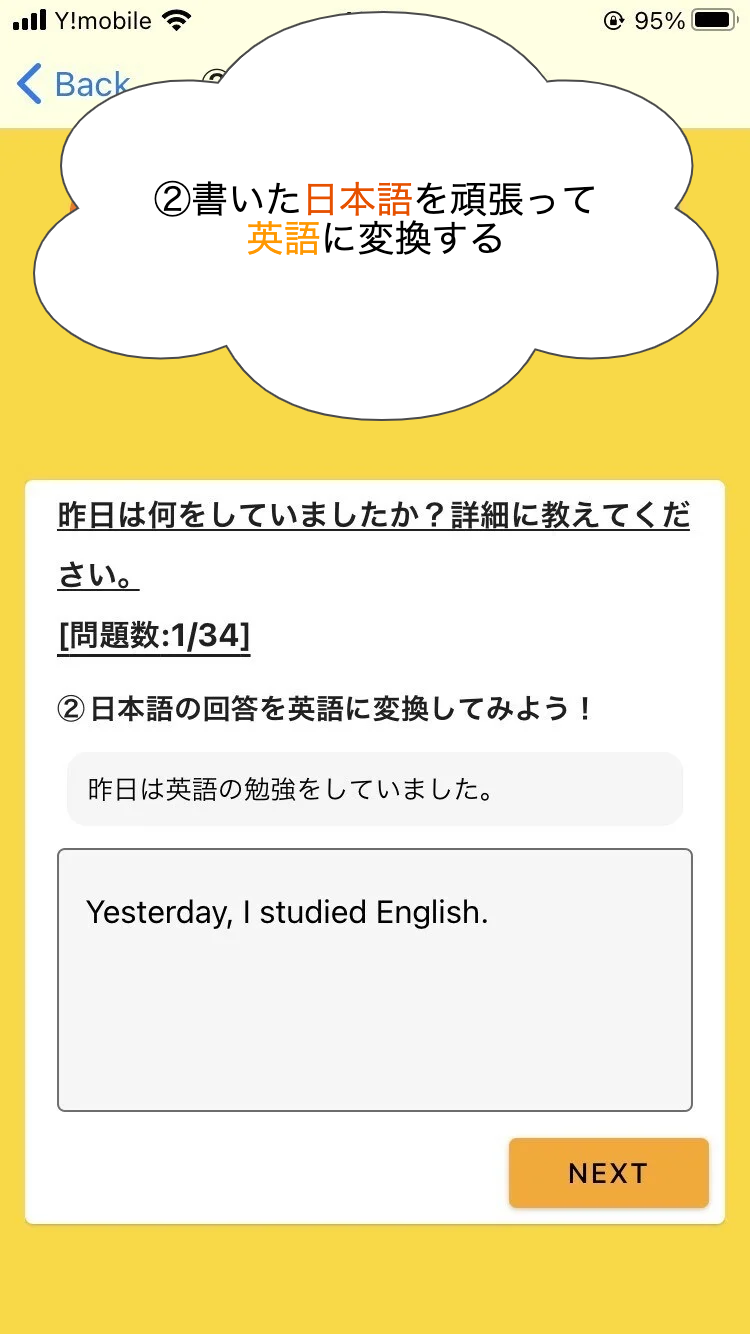 Y!mobile 95%
Back
②書いた日本語を頑張って
英語に変換する
昨日は何をしていましたか？詳細に教えてくだ
さい。
[問題数:1/34]
②日本語の回答を英語に変換してみよう！
昨日は英語の勉強をしていました。
Yesterday, I studied English.
NEXT